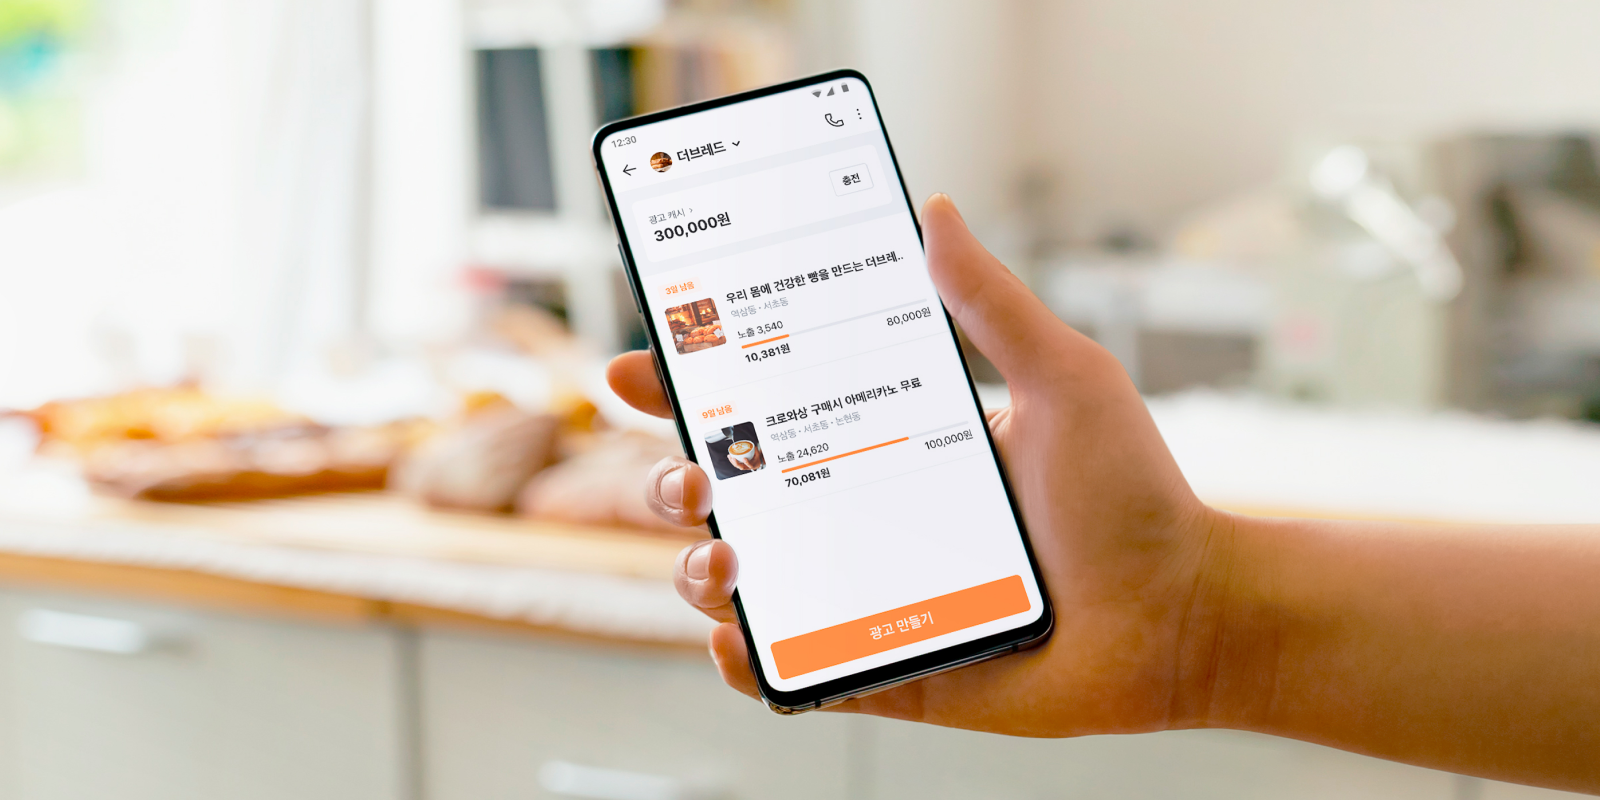 12:30
더브레드
충전
광고 캐시 ›
300,000원
3일 남음
우리 몸에 건강한 빵을 만드는 더브레..
역삼동 · 서초동
노출 3,540
80,000원
10,381원
9일 남음
크로와상 구매시 아메리카노 무료
역삼동 · 서초동 · 논현동
노출 24,620
100,000원
70,081원
광고 만들기